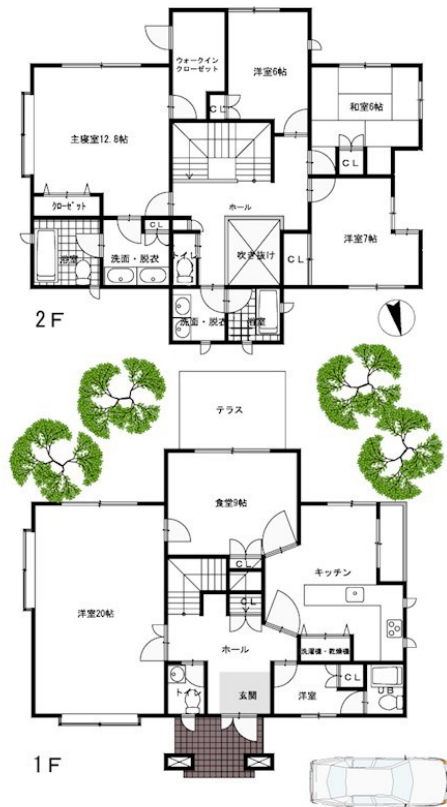 ウォークイン
クローゼット
洋室6帖
CL
和室6帖
主寝室12.8帖
CL
クローゼット
ホール
洋室7帖
CL
浴室
洗面・脱衣
トイレ
吹き抜け
CL
洗面・脱衣
浴室
2F
テラス
食堂9帖
CL
キッチン
洋室20帖
CL
ホール
洗濯機・乾燥機
トイレ
玄関
洋室
CL
UB
1F